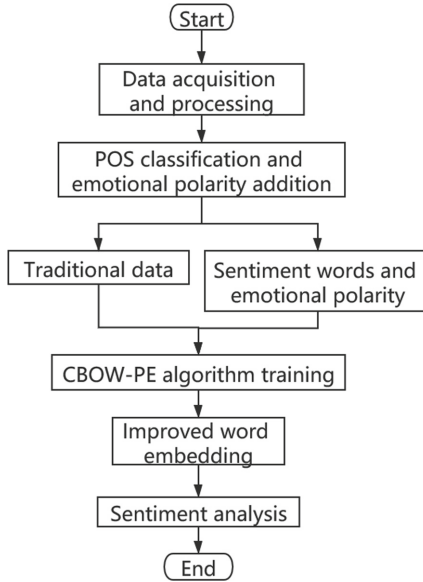 Start
Data acquisition
and processing
POS classification and
emotional polarity addition
Traditional data
Sentiment words and
emotional polarity
CBOW-PE algorithm training
Improved word
embedding
Sentiment analysis
End